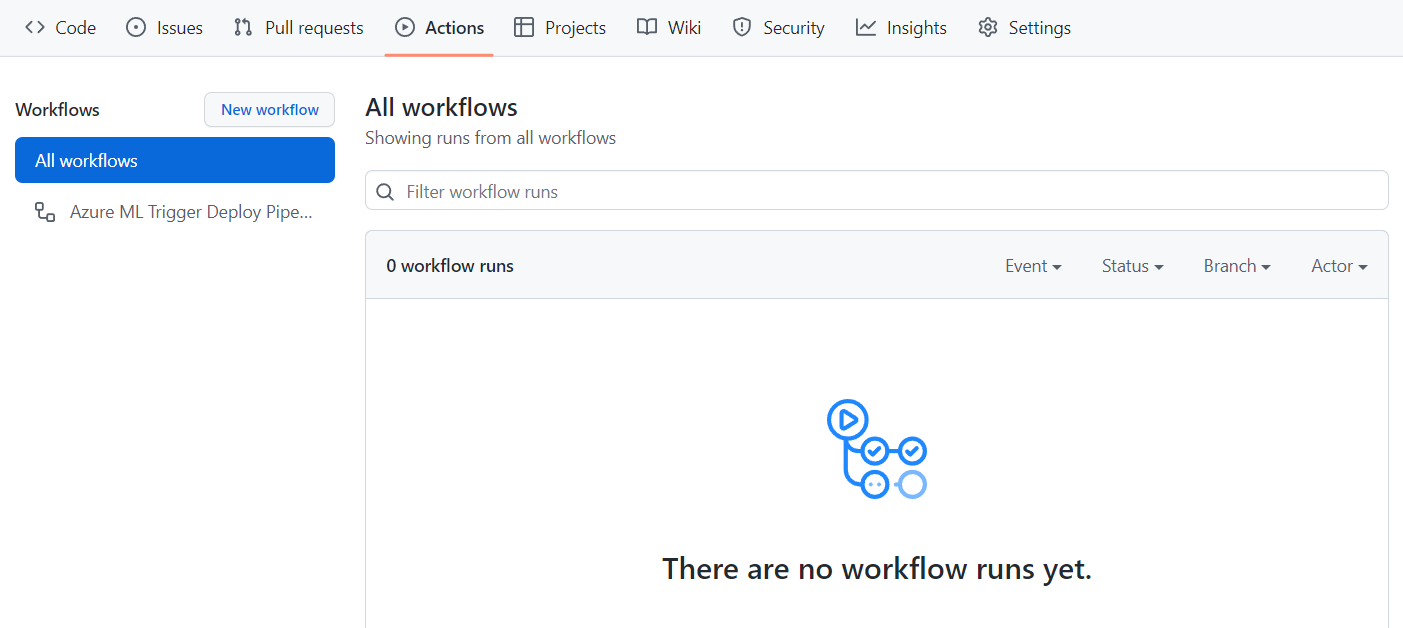 Code Issues Pull requests Actions Projects Wiki Security Insights Settings
Workflows
New workflow
All workflows
Azure ML Trigger Deploy Pipe...
All workflows
Showing runs from all workflows
Filter workflow runs
0 workflow runs
Event Status Branch Actor
There are no workflow runs yet.